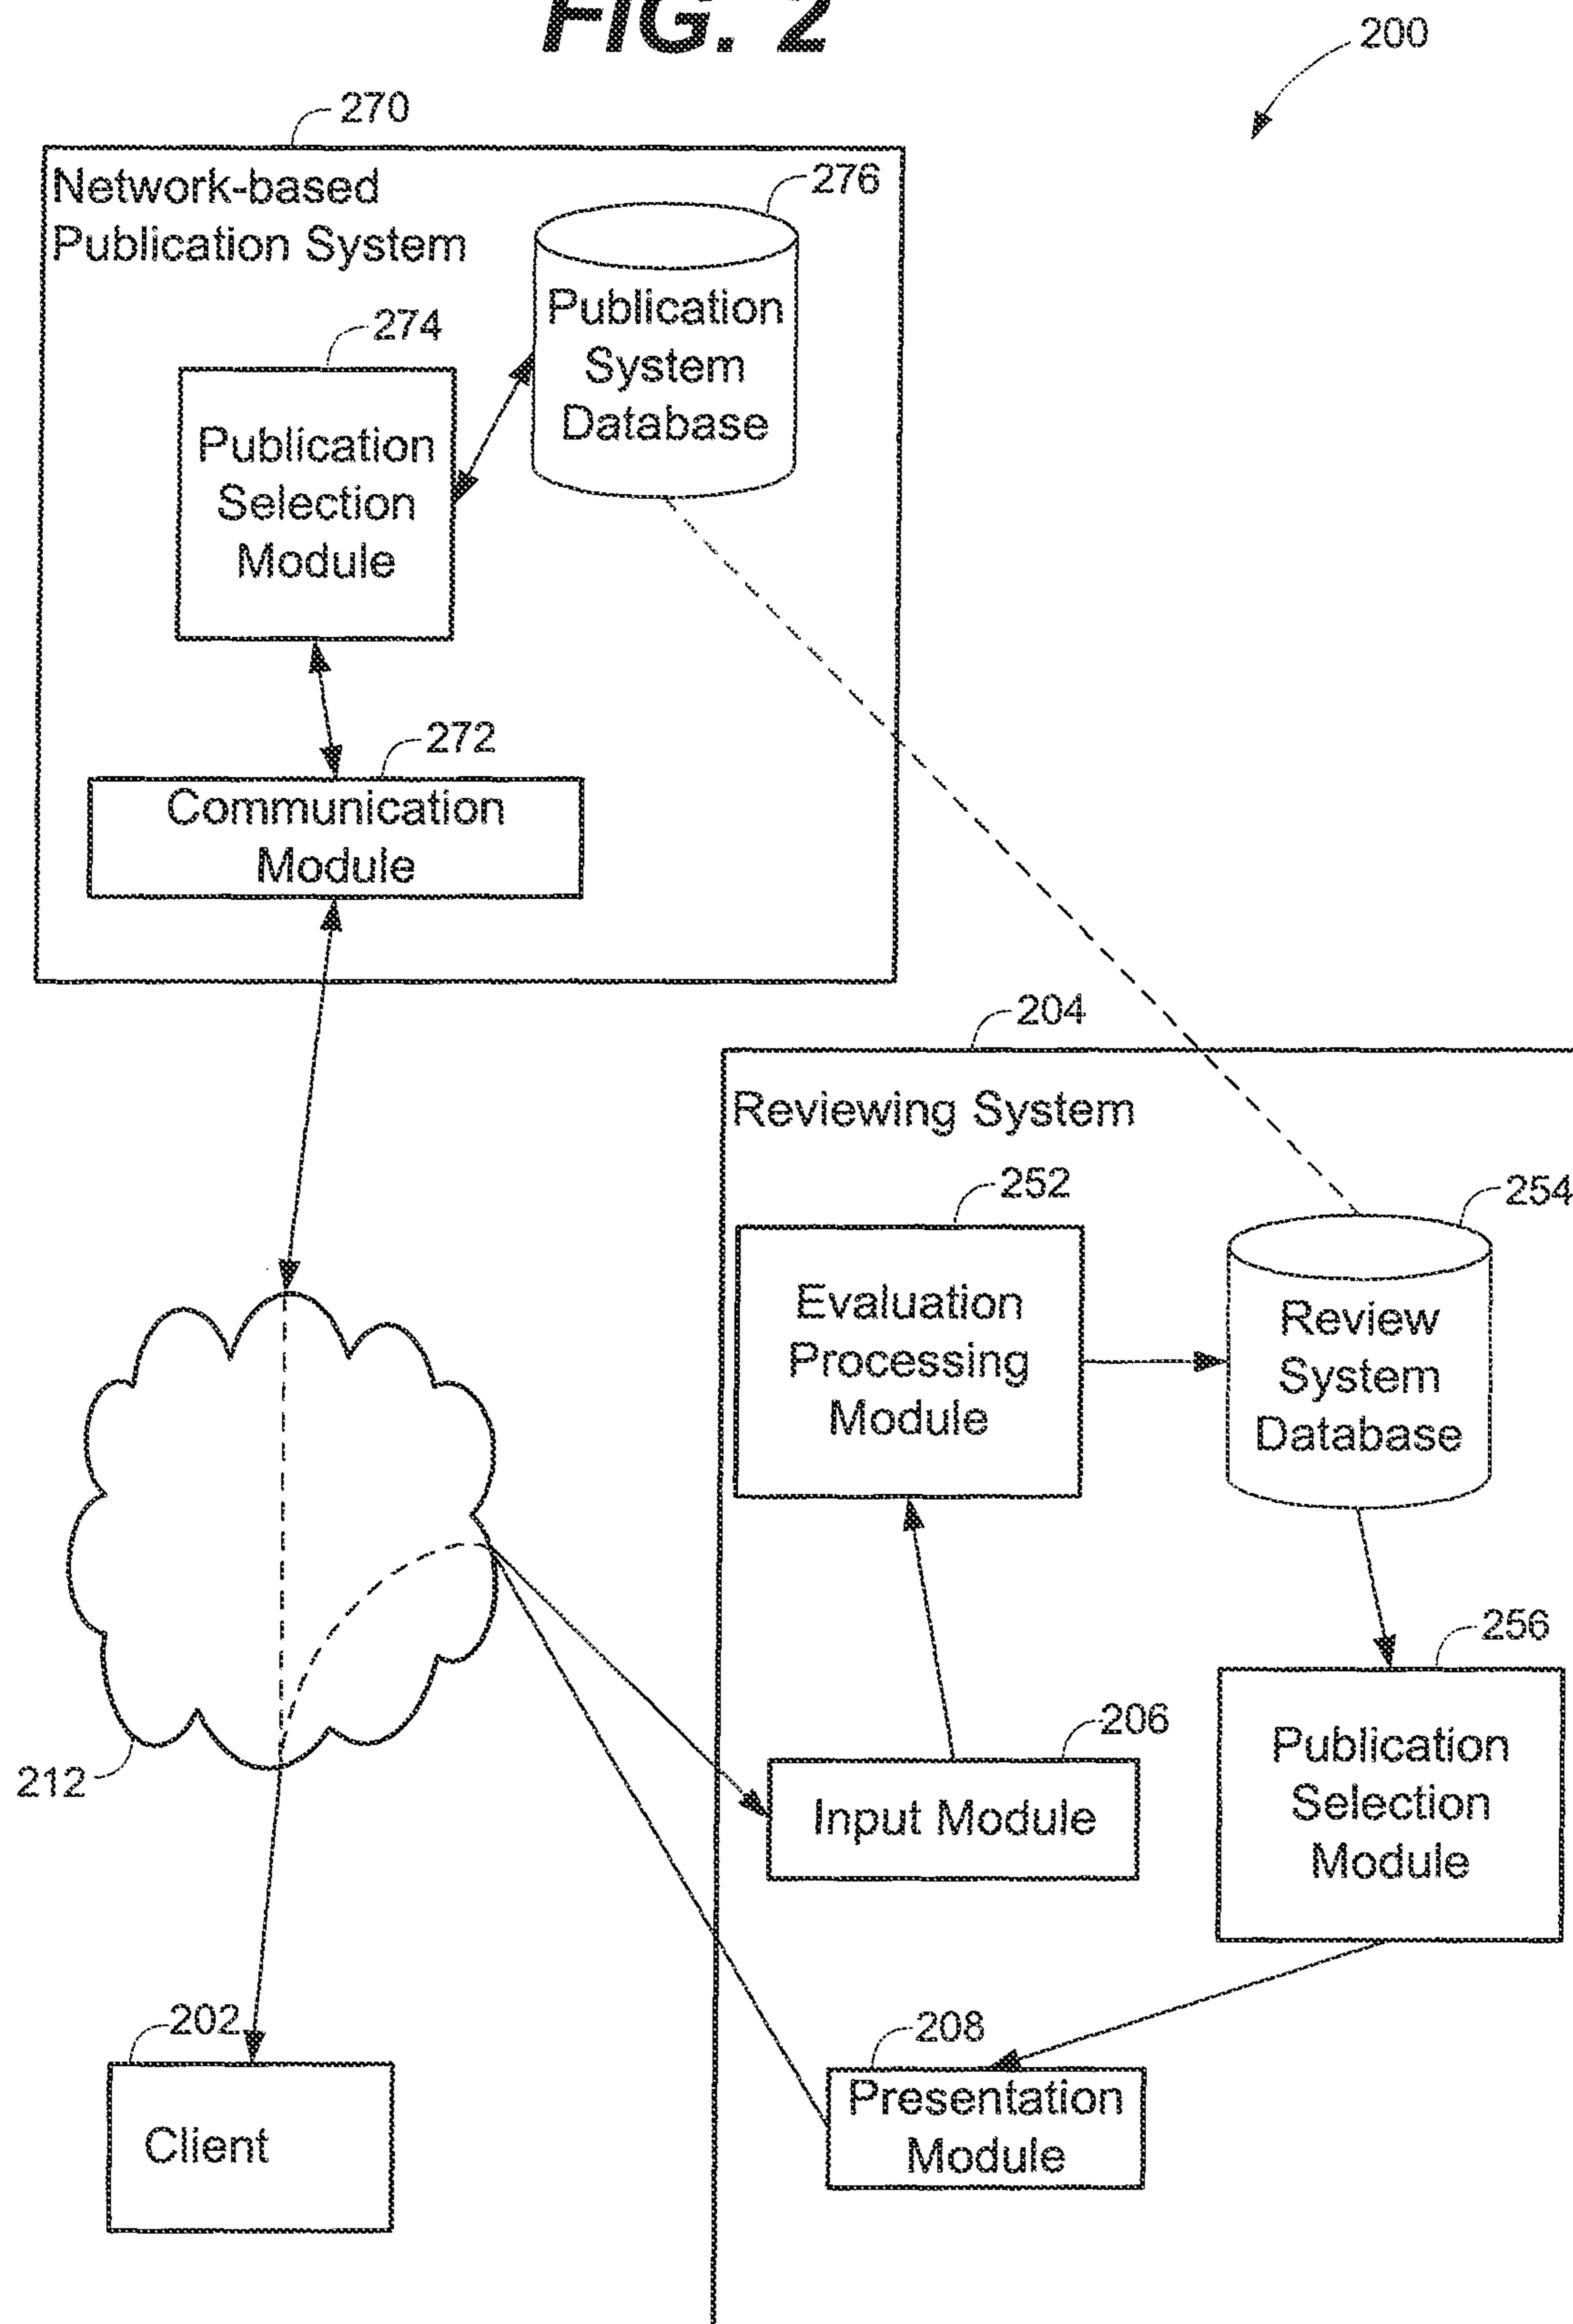 FIG. 2
200
270
Network-based
Publication System
276
Publication
System
Database
274
Publication
Selection
Module
272
Communication
Module
204
Reviewing System
252
Evaluation
Processing
Module
254
Review
System
Database
256
Publication
Selection
Module
206
Input Module
212
202
Client
208
Presentation
Module